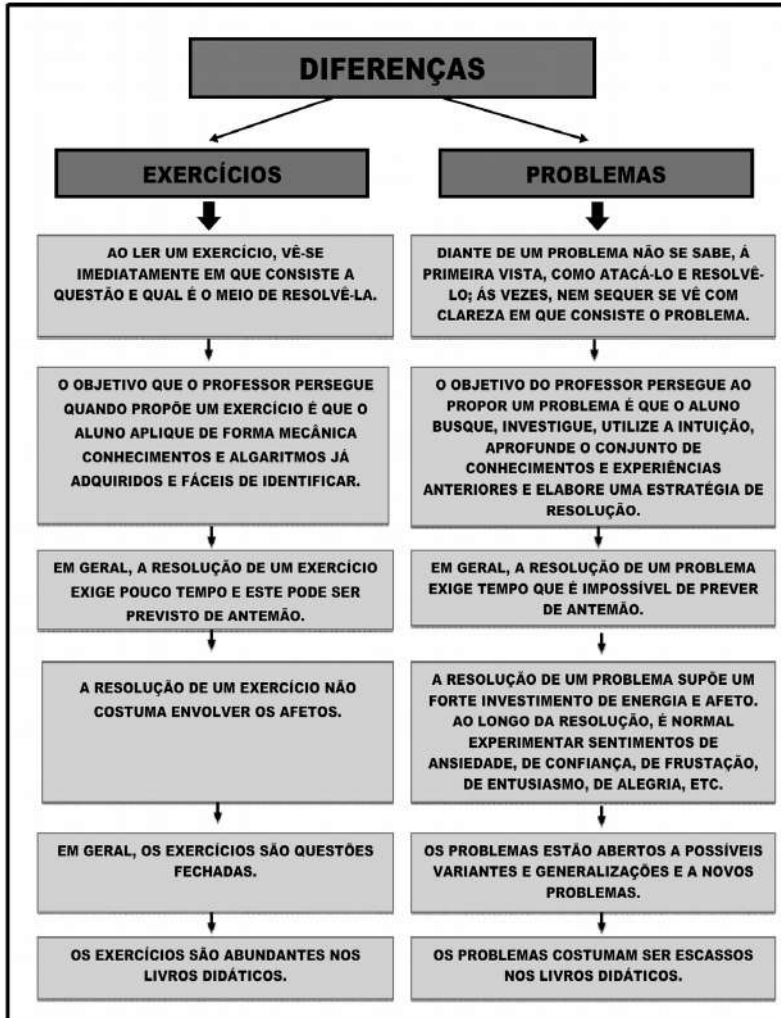 DIFERENÇAS
EXERCÍCIOS
AO LER UM EXERCÍCIO, VÊ-SE
IMEDIATAMENTE EM QUE CONSISTE A
QUESTÃO E QUAL É O MEIO DE RESOLVÊ-LA.
O OBJETIVO QUE O PROFESSOR PERSEGUE
QUANDO PROPÕE UM EXERCÍCIO É QUE O
ALUNO APLIQUE DE FORMA MECÂNICA
CONHECIMENTOS E ALGARITMOS JÁ
ADQUIRIDOS E FÁCEIS DE IDENTIFICAR.
EM GERAL, A RESOLUÇÃO DE UM EXERCÍCIO
EXIGE POUCO TEMPO E ESTE PODE SER
PREVISTO DE ANTEMÃO.
A RESOLUÇÃO DE UM EXERCÍCIO NÃO
COSTUMA ENVOLVER OS AFETOS.
EM GERAL, OS EXERCÍCIOS SÃO QUESTÕES
FECHADAS.
OS EXERCÍCIOS SÃO ABUNDANTES NOS
LIVROS DIDÁTICOS.
PROBLEMAS
DIANTE DE UM PROBLEMA NÃO SE SABE, Á
PRIMEIRA VISTA, COMO ATACÁ-LO E RESOLVÊ-
LO; ÁS VEZES, NEM SEQUER SE VÊ COM
CLAREZA EM QUE CONSISTE O PROBLEMA.
O OBJETIVO DO PROFESSOR PERSEGUE AO
PROPOR UM PROBLEMA É QUE O ALUNO
BUSQUE, INVESTIGUE, UTILIZE A INTUIÇÃO,
APROFUNDE O CONJUNTO DE
CONHECIMENTOS E EXPERIÊNCIAS
ANTERIORES E ELABORE UMA ESTRATÉGIA DE
RESOLUÇÃO.
EM GERAL, A RESOLUÇÃO DE UM PROBLEMA
EXIGE TEMPO QUE É IMPOSSÍVEL DE PREVER
DE ANTEMÃO.
A RESOLUÇÃO DE UM PROBLEMA SUPÕE UM
FORTE INVESTIMENTO DE ENERGIA E AFETO.
AO LONGO DA RESOLUÇÃO, É NORMAL
EXPERIMENTAR SENTIMENTOS DE
ANSIEDADE, DE CONFIANÇA, DE FRUSTAÇÃO,
DE ENTUSIASMO, DE ALEGRIA, ETC.
OS PROBLEMAS ESTÃO ABERTOS A POSSÍVEIS
VARIANTES E GENERALIZAÇÕES E A NOVOS
PROBLEMAS.
OS PROBLEMAS COSTUMAM SER ESCASSOS
NOS LIVROS DIDÁTICOS.